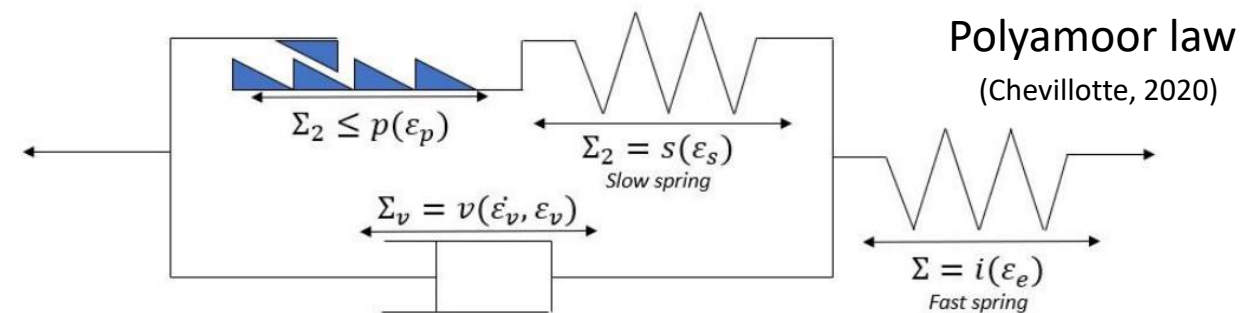 Polyamoor law
(Chevillotte, 2020)
Σ₂ ≤ p(εₚ)
Σ₂ = s(εₛ)
Slow spring
Σᵥ = v(ε̇ᵥ, εᵥ)
Σ = i(εₑ)
Fast spring